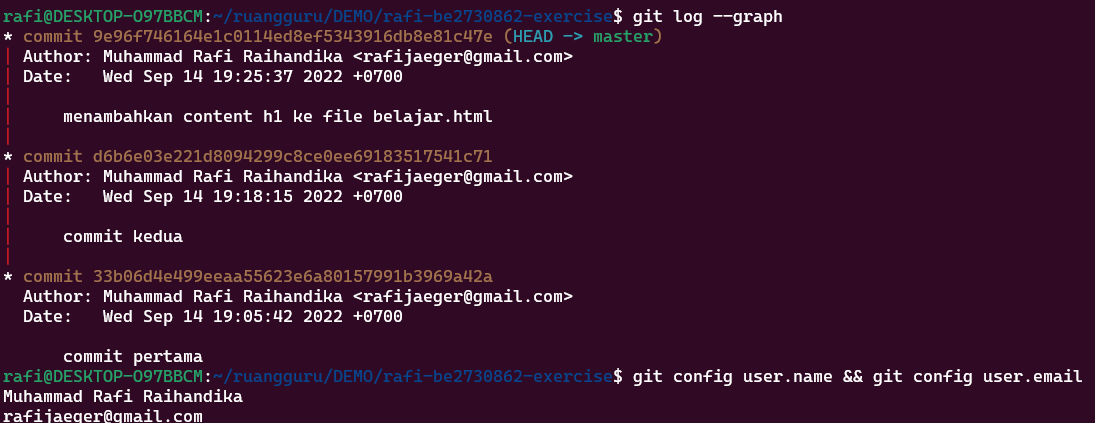 rafi@DESKTOP-O97BBCM:~/ruangguru/DEMO/rafi-be2730862-exercise$ git log --graph
* commit 9e96f746164e1c0114ed8ef5343916db8e81c47e (HEAD -> master)
| Author: Muhammad Rafi Raihandika <rafijaeger@gmail.com>
| Date:   Wed Sep 14 19:25:37 2022 +0700
|
|     menambahkan content h1 ke file belajar.html
|
* commit d6b6e03e221d8094299c8ce0ee69183517541c71
| Author: Muhammad Rafi Raihandika <rafijaeger@gmail.com>
| Date:   Wed Sep 14 19:18:15 2022 +0700
|
|     commit kedua
|
* commit 33b06d4e499eeaa55623e6a80157991b3969a42a
  Author: Muhammad Rafi Raihandika <rafijaeger@gmail.com>
  Date:   Wed Sep 14 19:05:42 2022 +0700

      commit pertama
rafi@DESKTOP-O97BBCM:~/ruangguru/DEMO/rafi-be2730862-exercise$ git config user.name && git config user.email
Muhammad Rafi Raihandika
rafijaeger@gmail.com